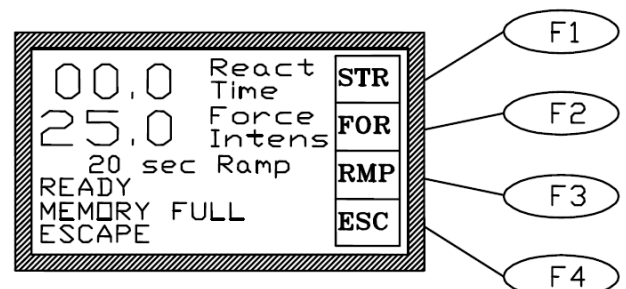 00.0 React Time
25.0 Force Intens
20 sec Ramp
READY
MEMORY FULL
ESCAPE
STR
FOR
RMP
ESC
F1
F2
F3
F4